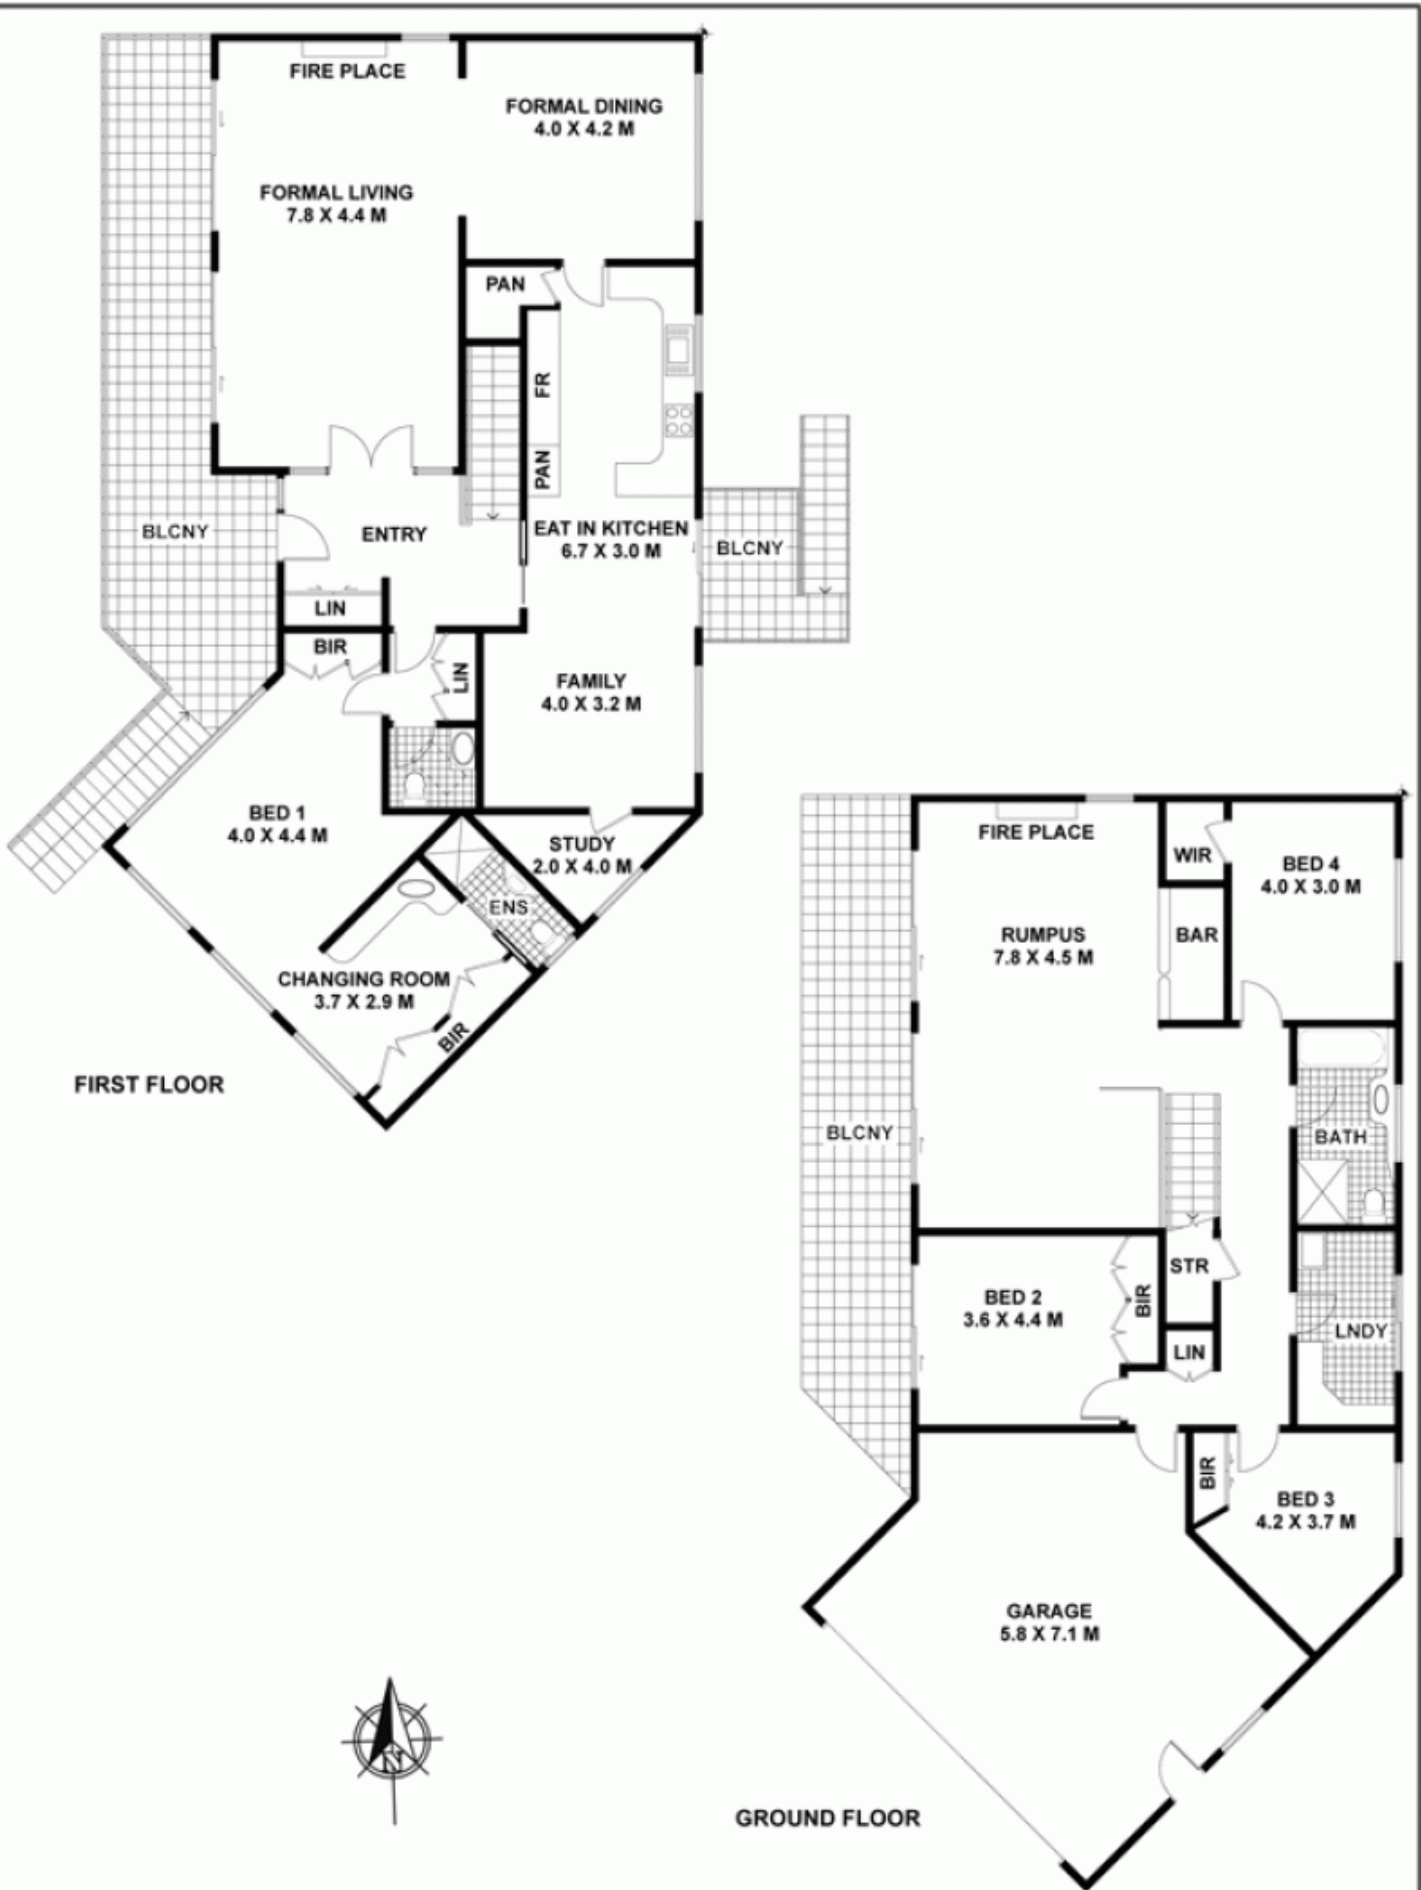 FIRE PLACE
FORMAL DINING
4.0 X 4.2 M
FORMAL LIVING
7.8 X 4.4 M
PAN
FR
PAN
BLCNY
ENTRY
EAT IN KITCHEN
6.7 X 3.0 M
BLCNY
LIN
BIR
LIN
FAMILY
4.0 X 3.2 M
BED 1
4.0 X 4.4 M
STUDY
2.0 X 4.0 M
ENS
CHANGING ROOM
3.7 X 2.9 M
BIR
FIRST FLOOR
FIRE PLACE
WIR
BED 4
4.0 X 3.0 M
RUMPUS
7.8 X 4.5 M
BAR
BLCNY
BATH
STR
BED 2
3.6 X 4.4 M
BIR
LNDY
LIN
BIR
BED 3
4.2 X 3.7 M
GARAGE
5.8 X 7.1 M
N
GROUND FLOOR